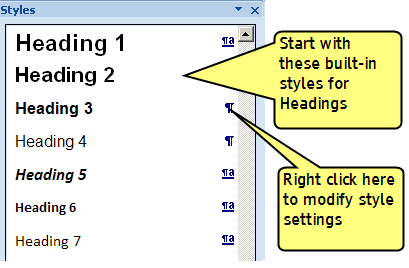 Styles
Heading 1 ¶a
Heading 2
Heading 3 ¶
Heading 4 ¶
Heading 5 ¶a
Heading 6 ¶a
Heading 7 ¶a
Start with
these built-in
styles for
Headings
Right click here
to modify style
settings